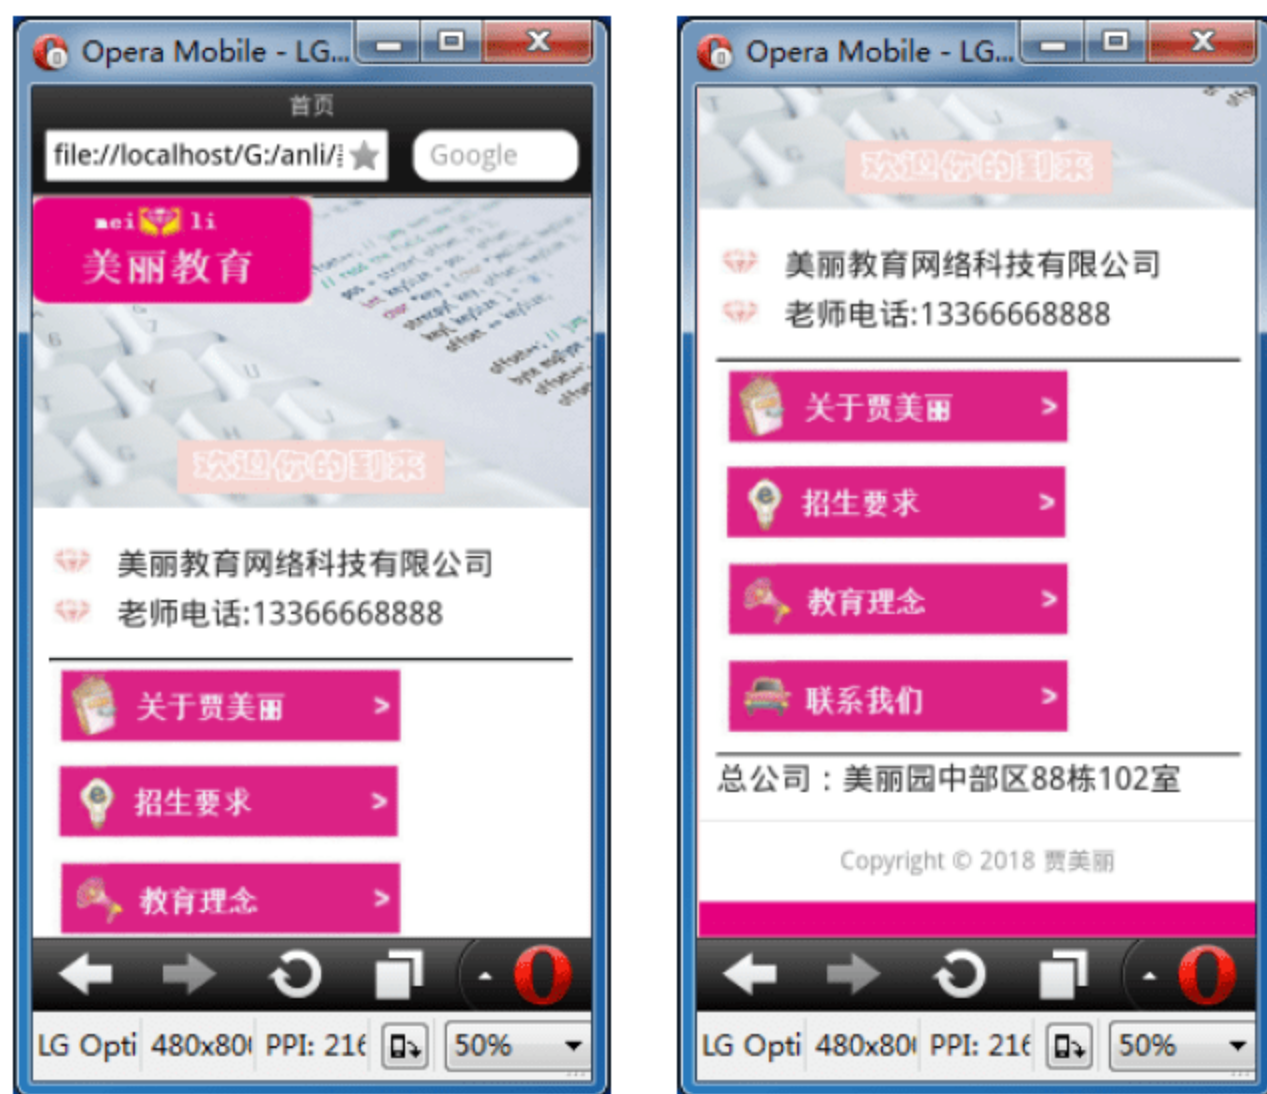 Opera Mobile - LG...
首页
file://localhost/G:/anli/
Google
mei li
美丽教育
欢迎你的到来
美丽教育网络科技有限公司
老师电话:13366668888
关于贾美丽 >
招生要求 >
教育理念 >
LG Opti 480x80 PPI: 216 50%
Opera Mobile - LG...
欢迎你的到来
美丽教育网络科技有限公司
老师电话:13366668888
关于贾美丽 >
招生要求 >
教育理念 >
联系我们 >
总公司：美丽园中部区88栋102室
Copyright © 2018 贾美丽
LG Opti 480x80 PPI: 216 50%